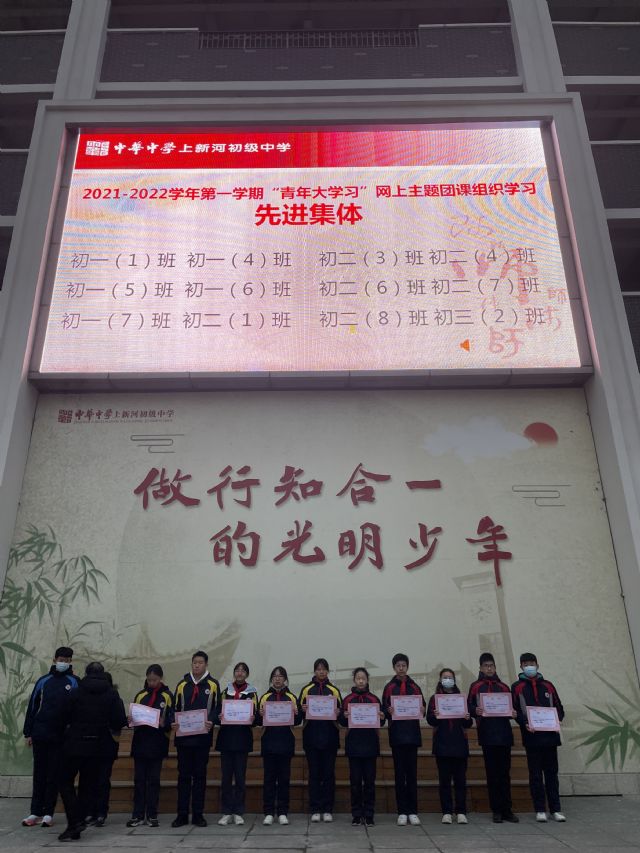 中华中学上新河初级中学
2021-2022学年第一学期“青年大学习”网上主题团课组织学习
先进集体
初一（1）班 初一（4）班 初二（3）班 初二（4）班
初一（5）班 初一（6）班 初二（6）班 初二（7）班
初一（7）班 初二（1）班 初二（8）班 初三（2）班
中华中学上新河初级中学
做行知合一
的光明少年